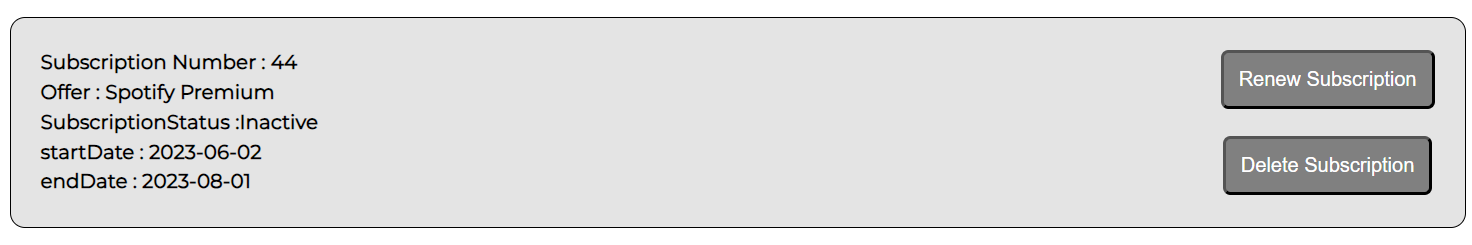 Subscription Number : 44
Offer : Spotify Premium
SubscriptionStatus :Inactive
startDate : 2023-06-02
endDate : 2023-08-01
Renew Subscription
Delete Subscription